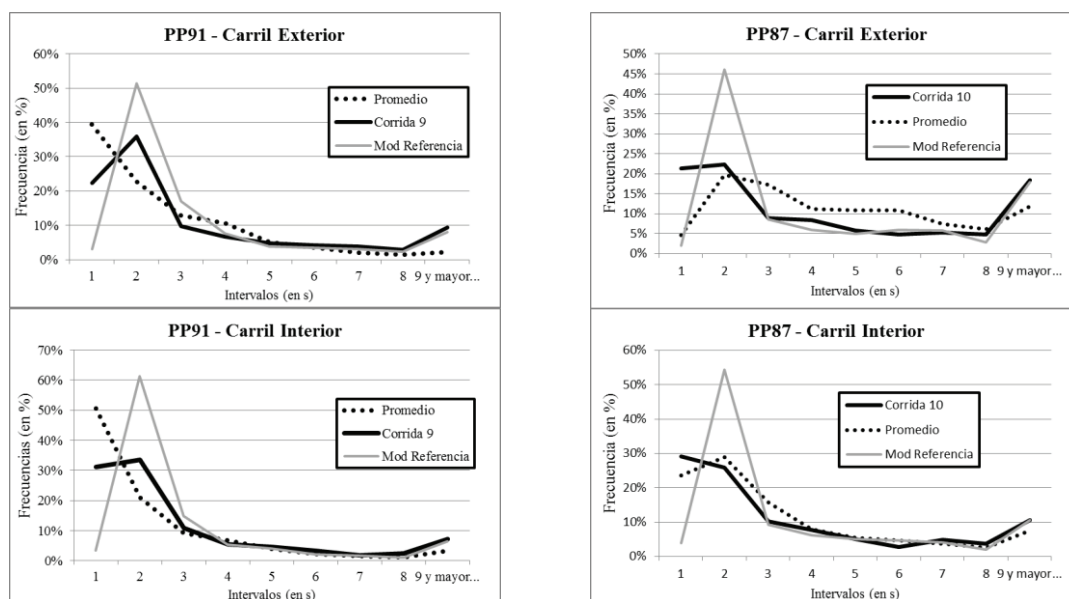 PP91 - Carril Exterior
60%
50%
40%
30%
20%
10%
0%
Frecuencia (en %)
Promedio
Corrida 9
Mod Referencia
1 2 3 4 5 6 7 8 9 y mayor...
Intervalos (en s)
PP87 - Carril Exterior
50%
45%
40%
35%
30%
25%
20%
15%
10%
5%
0%
Frecuencia (en %)
Corrida 10
Promedio
Mod Referencia
1 2 3 4 5 6 7 8 9 y mayor...
Intervalos (en s)
PP91 - Carril Interior
70%
60%
50%
40%
30%
20%
10%
0%
Frecuencias (en %)
Promedio
Corrida 9
Mod Referencia
1 2 3 4 5 6 7 8 9 y mayor...
Intervalos (en s)
PP87 - Carril Interior
60%
50%
40%
30%
20%
10%
0%
Frecuencia (en %)
Corrida 10
Promedio
Mod Referencia
1 2 3 4 5 6 7 8 9 y mayor...
Intervalos (en s)